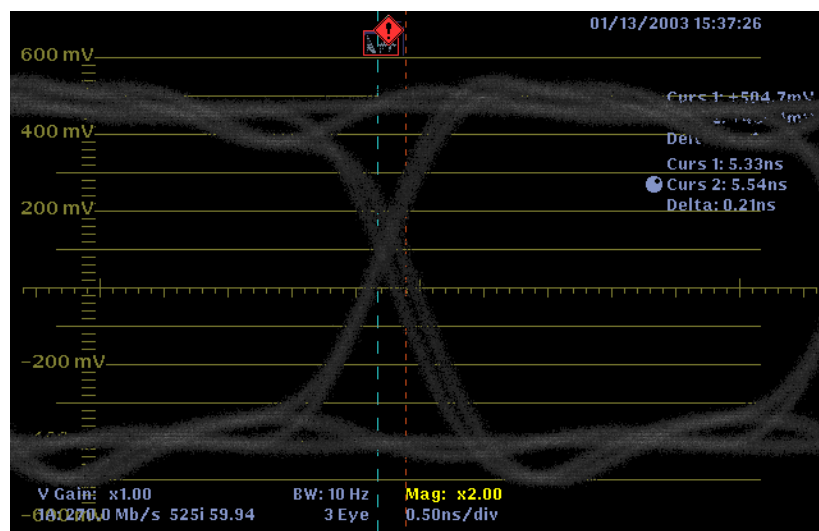 01/13/2003 15:37:26
600 mV
Curs 1:
400 mV
Curs 1: 5.33ns
Curs 2: 5.54ns
200 mV
Delta: 0.21ns
-200 mV
V Gain: x1.00 BW: 10 Hz Mag: x2.00
Mb/s 525i 59.94 3 Eye 0.50ns/div